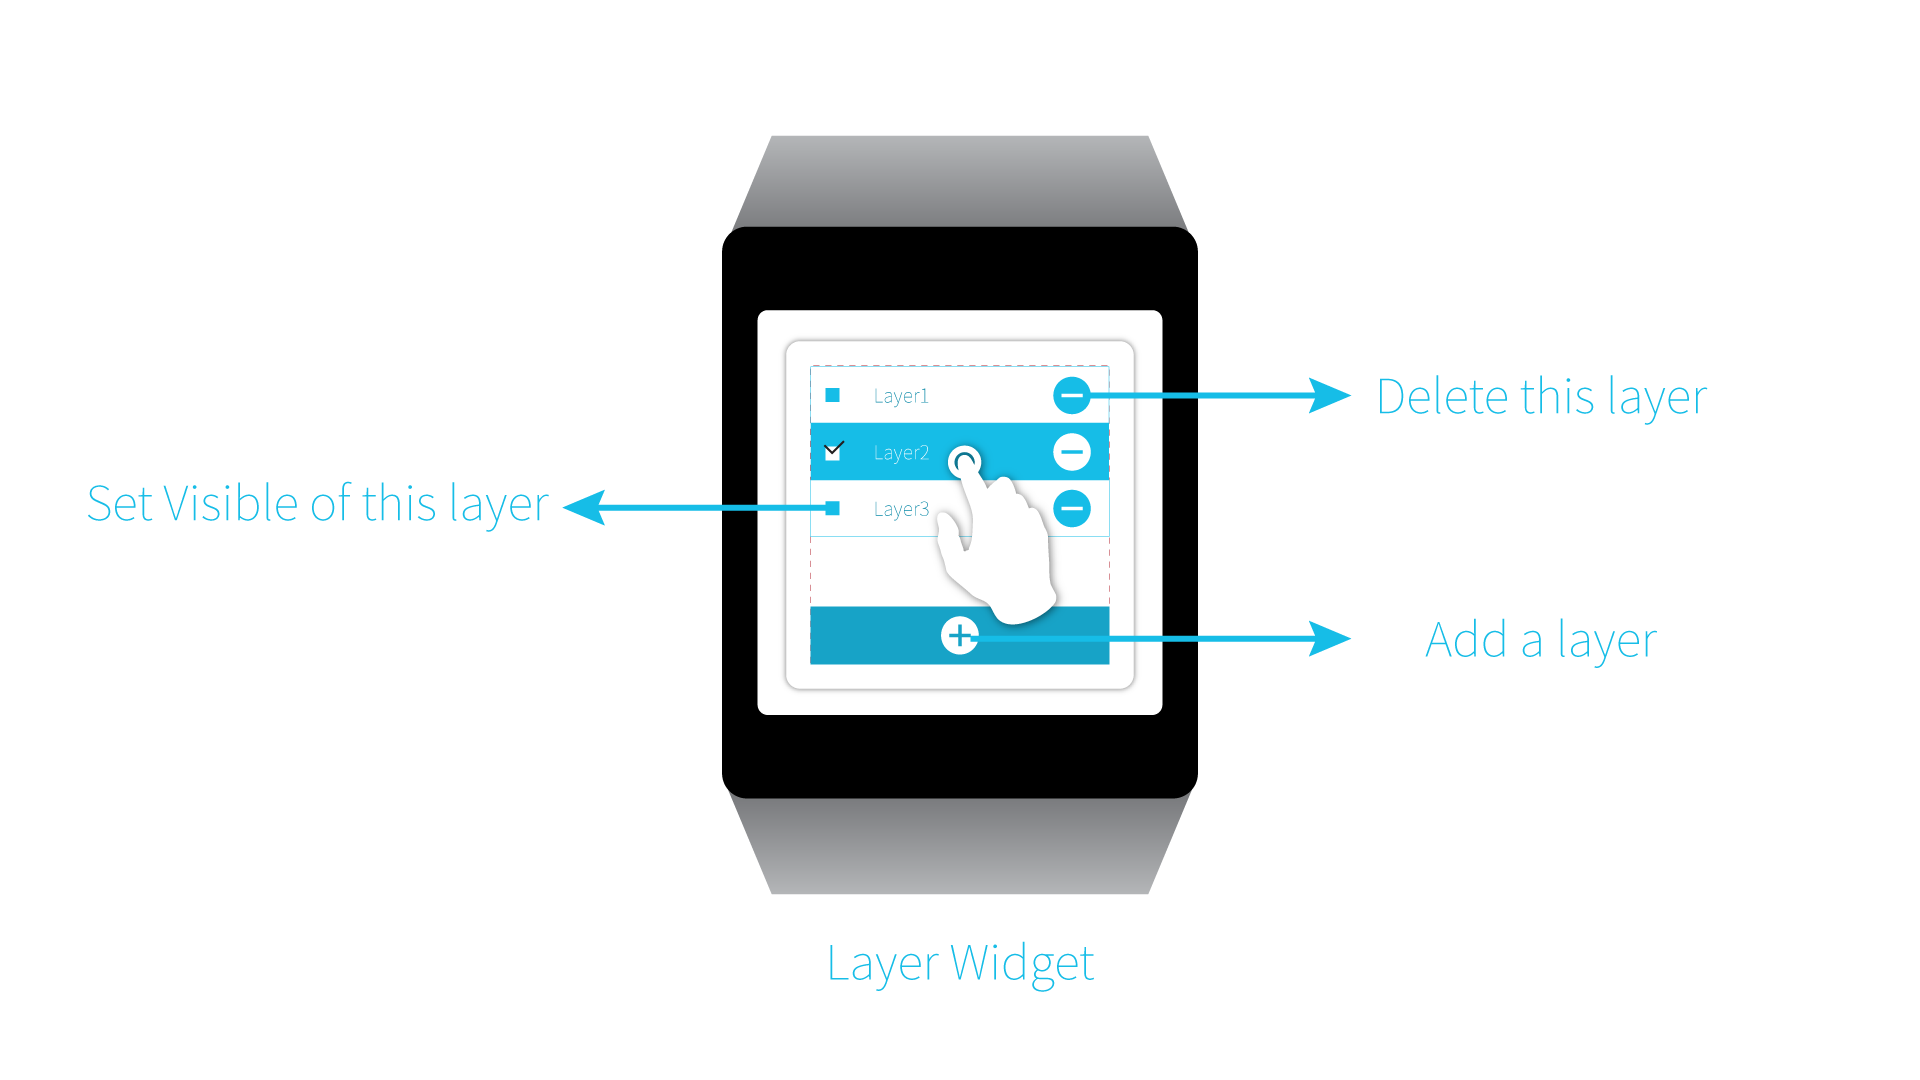 Layer1
Delete this layer
Layer2
Set Visible of this layer
Layer3
Add a layer
Layer Widget